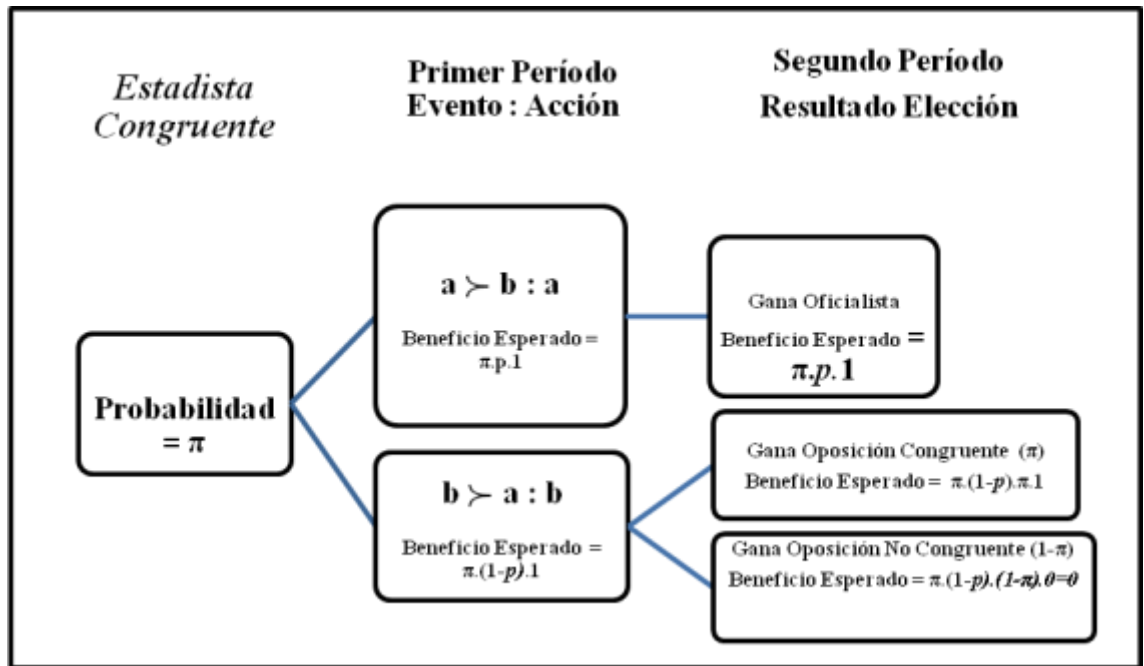 Estadista
Congruente
Primer Período
Evento : Acción
Segundo Período
Resultado Elección
Probabilidad
= π
a ≻ b : a
Beneficio Esperado =
π.p.1
b ≻ a : b
Beneficio Esperado =
π.(1-p).1
Gana Oficialista
Beneficio Esperado =
π.p.1
Gana Oposición Congruente (π)
Beneficio Esperado = π.(1-p).π.1
Gana Oposición No Congruente (1-π)
Beneficio Esperado = π.(1-p).(1-π).0=0